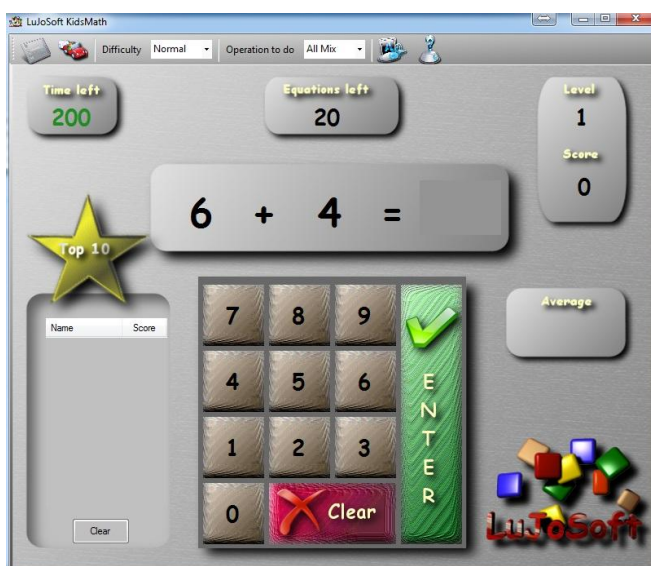 LuJoSoft KidsMath
Difficulty Normal Operation to do All Mix
Time left
200
Equations left
20
Level
1
Score
0
6 + 4 =
Top 10
Name Score
Clear
7 8 9
4 5 6
1 2 3
0 Clear
ENTER
Average
LuJoSoft